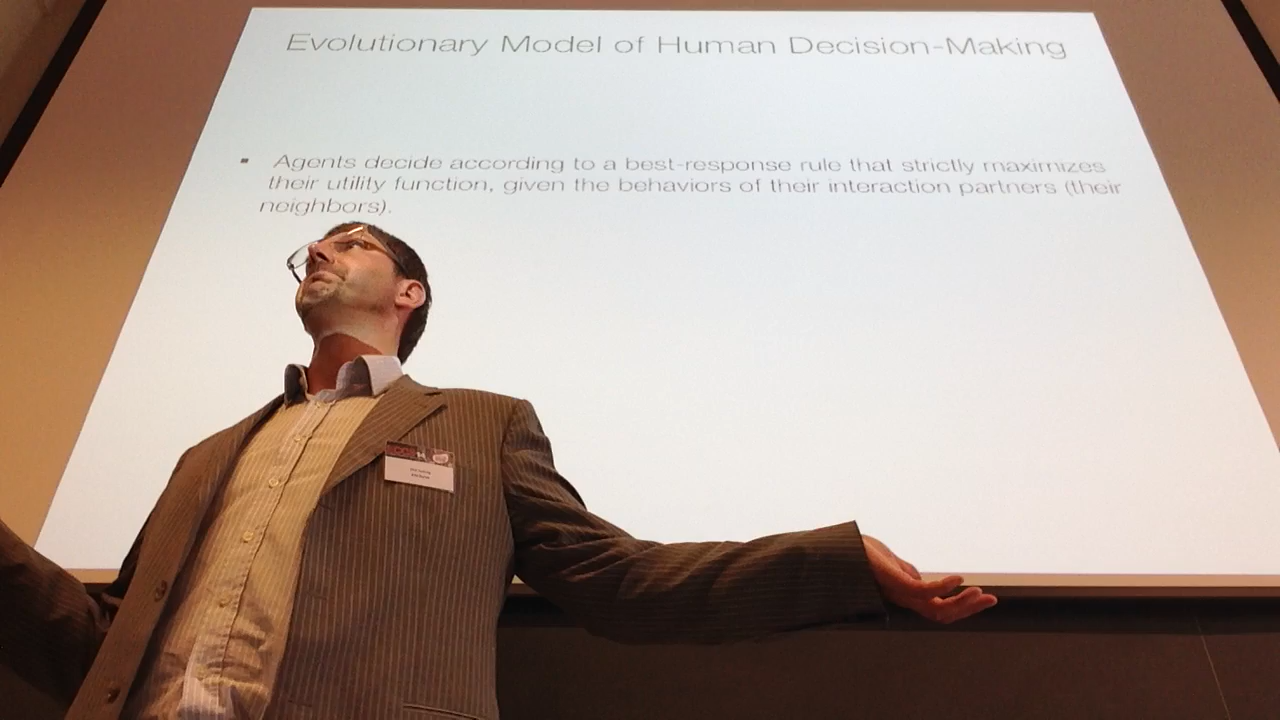 Evolutionary Model of Human Decision-Making
▪ Agents decide according to a best-response rule that strictly maximizes
their utility function, given the behaviors of their interaction partners (their
neighbors).